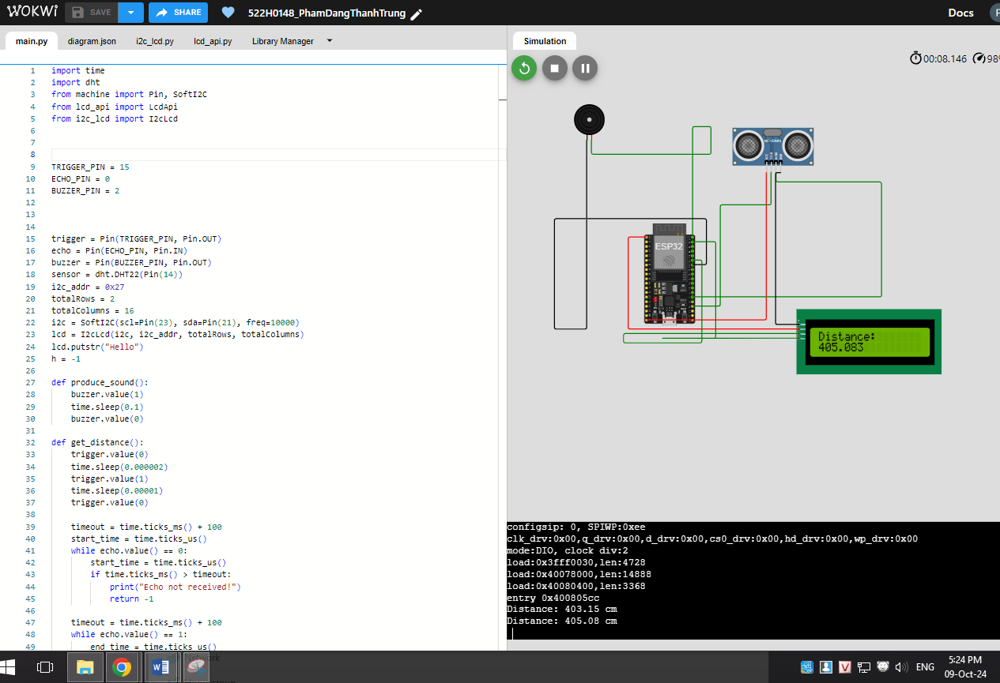 WOKWI SAVE SHARE 522H0148_PhamDangThanhTrung Docs
main.py diagram.json i2c_lcd.py lcd_api.py Library Manager
Simulation
00:08.146 98%
1 import time
2 import dht
3 from machine import Pin, SoftI2C
4 from lcd_api import LcdApi
5 from i2c_lcd import I2cLcd
6
7
8
9 TRIGGER_PIN = 15
10 ECHO_PIN = 0
11 BUZZER_PIN = 2
12
13
14
15 trigger = Pin(TRIGGER_PIN, Pin.OUT)
16 echo = Pin(ECHO_PIN, Pin.IN)
17 buzzer = Pin(BUZZER_PIN, Pin.OUT)
18 sensor = dht.DHT22(Pin(14))
19 i2c_addr = 0x27
20 totalRows = 2
21 totalColumns = 16
22 i2c = SoftI2C(scl=Pin(23), sda=Pin(21), freq=10000)
23 lcd = I2cLcd(i2c, i2c_addr, totalRows, totalColumns)
24 lcd.putstr("Hello")
25 h = -1
26
27 def produce_sound():
28 buzzer.value(1)
29 time.sleep(0.1)
30 buzzer.value(0)
31
32 def get_distance():
33 trigger.value(0)
34 time.sleep(0.000002)
35 trigger.value(1)
36 time.sleep(0.00001)
37 trigger.value(0)
38
39 timeout = time.ticks_ms() + 100
40 start_time = time.ticks_us()
41 while echo.value() == 0:
42 start_time = time.ticks_us()
43 if time.ticks_ms() > timeout:
44 print("Echo not received!")
45 return -1
46
47 timeout = time.ticks_ms() + 100
48 while echo.value() == 1:
49 end_time = time.ticks_us()
HC-SR04
ESP32
Distance:
405.083
configsip: 0, SPIWP:0xee
clk_drv:0x00,q_drv:0x00,d_drv:0x00,cs0_drv:0x00,hd_drv:0x00,wp_drv:0x00
mode:DIO, clock div:2
load:0x3fff0030,len:4728
load:0x40078000,len:14888
load:0x40080400,len:3368
entry 0x400805cc
Distance: 403.15 cm
Distance: 405.08 cm
Network
ENG
5:24 PM
09-Oct-24